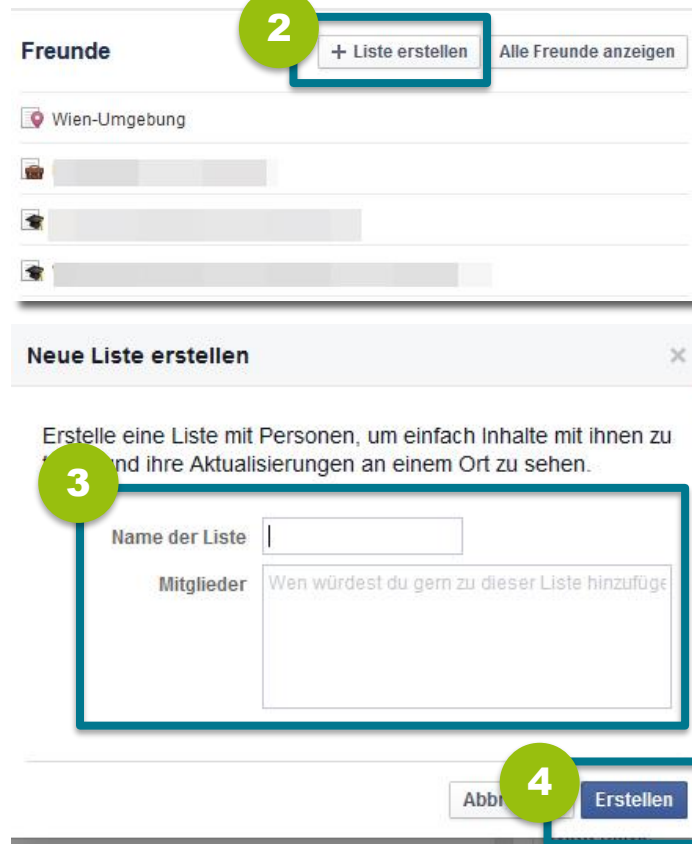 2
Freunde
+ Liste erstellen
Alle Freunde anzeigen
Wien-Umgebung
Neue Liste erstellen
×
Erstelle eine Liste mit Personen, um einfach Inhalte mit ihnen zu
und ihre Aktualisierungen an einem Ort zu sehen.
3
Name der Liste
Mitglieder
Wen würdest du gern zu dieser Liste hinzufüge
4
Erstellen